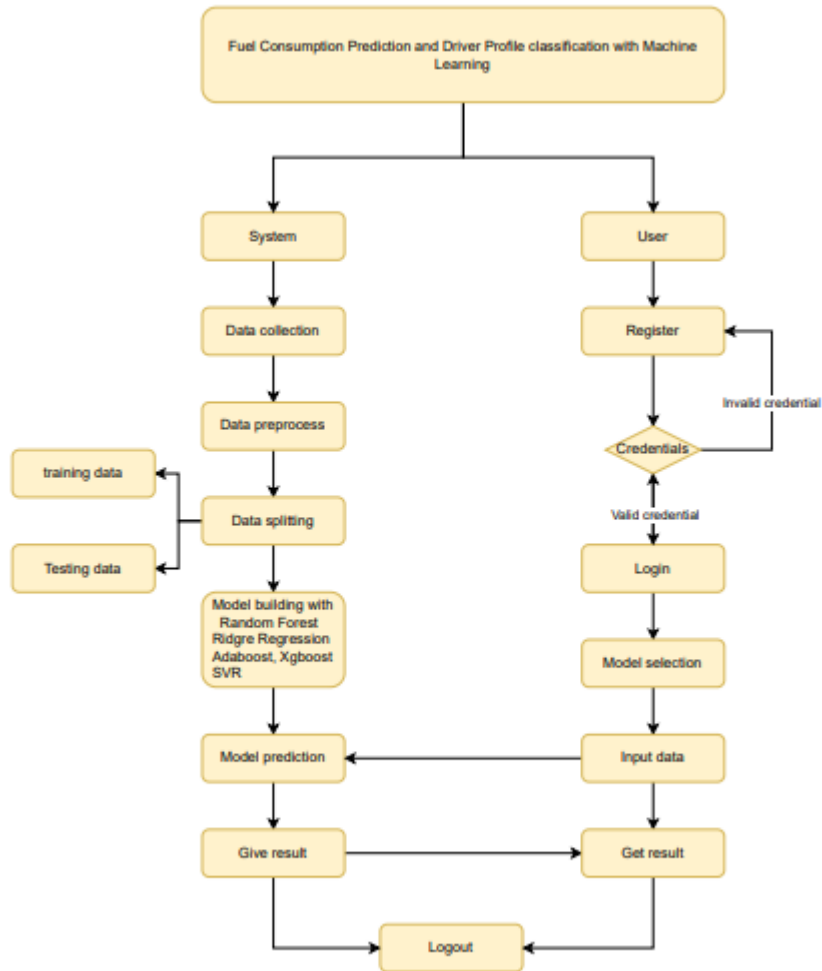 Fuel Consumption Prediction and Driver Profile classification with Machine
Learning
System
User
Data collection
Register
Invalid credential
Data preprocess
Credentials
training data
Valid credential
Data splitting
Testing data
Login
Model building with
Random Forest
Ridgre Regression
Adaboost, Xgboost
SVR
Model selection
Model prediction
Input data
Give result
Get result
Logout